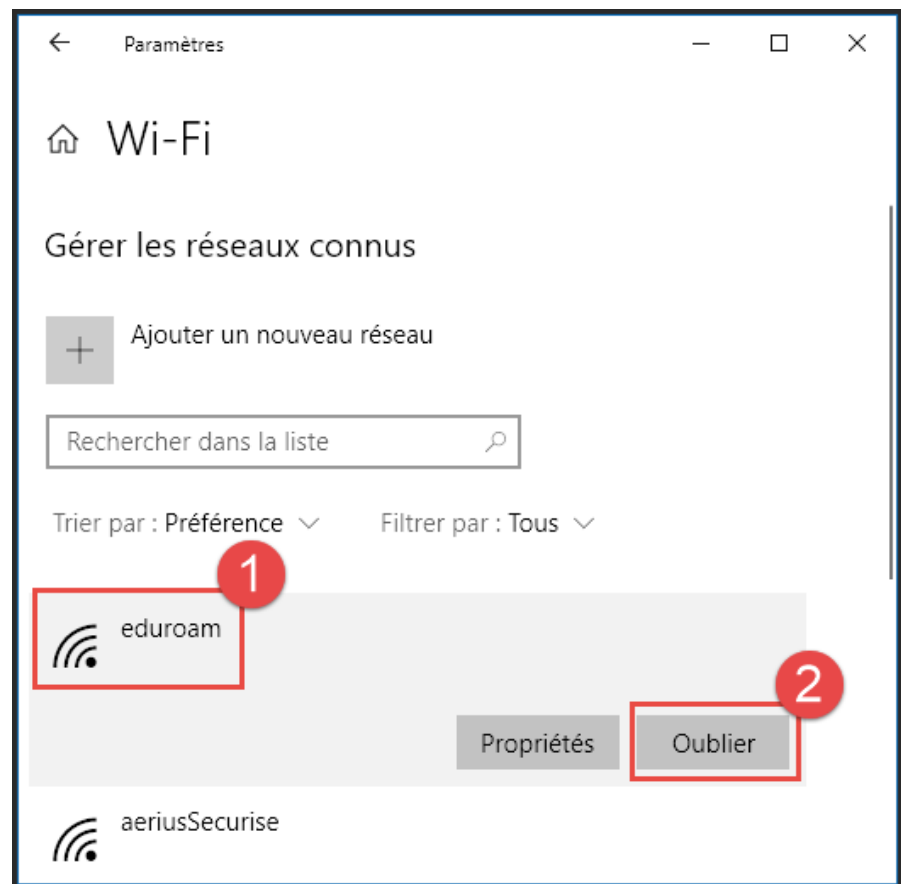 Paramètres
Wi-Fi
Gérer les réseaux connus
Ajouter un nouveau réseau
Rechercher dans la liste
Trier par : Préférence Filtrer par : Tous
1
eduroam
2
Propriétés Oublier
aeriusSecurise